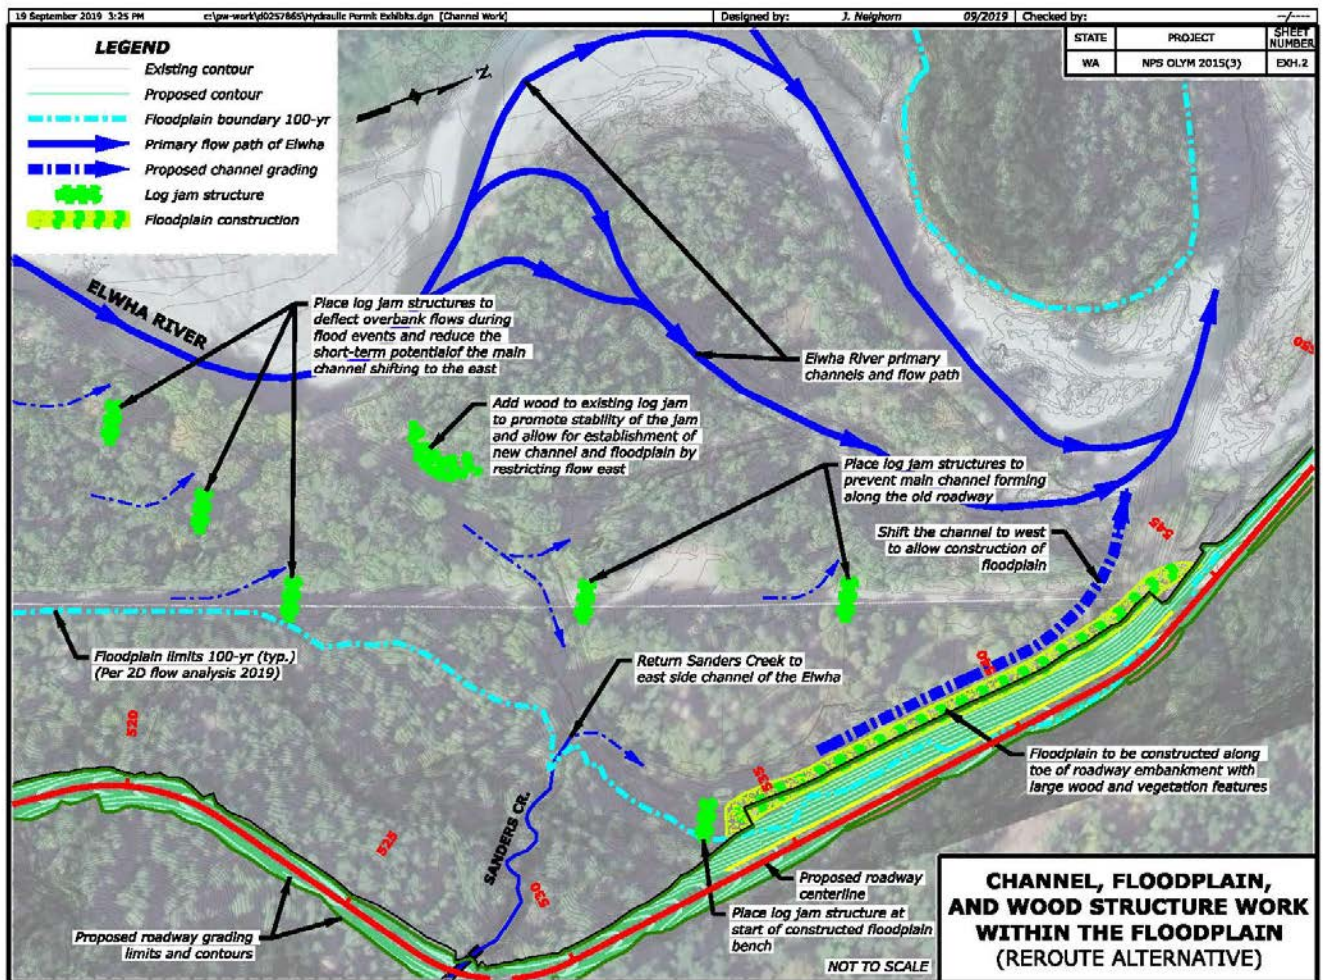 19 September 2019 3:25 PM
c:\pw-work\d0257865\Hydraulic Permit Exhibits.dgn [Channel Work]
Designed by: J. Neighorn 09/2019
Checked by: --/----
STATE PROJECT SHEET NUMBER
WA NPS OLYM 2015(3) EXH.2
LEGEND
Existing contour
Proposed contour
Floodplain boundary 100-yr
Primary flow path of Elwha
Proposed channel grading
Log jam structure
Floodplain construction
N
ELWHA RIVER
Place log jam structures to
deflect overbank flows during
flood events and reduce the
short-term potentialof the main
channel shifting to the east
Elwha River primary
channels and flow path
550
Add wood to existing log jam
to promote stability of the jam
and allow for establishment of
new channel and floodplain by
restricting flow east
Place log jam structures to
prevent main channel forming
along the old roadway
Shift the channel to west
to allow construction of
floodplain
545
Floodplain limits 100-yr (typ.)
(Per 2D flow analysis 2019)
Return Sanders Creek to
east side channel of the Elwha
540
520
535
Floodplain to be constructed along
toe of roadway embankment with
large wood and vegetation features
525
SANDERS CR.
530
Proposed roadway
centerline
Place log jam structure at
start of constructed floodplain
bench
Proposed roadway grading
limits and contours
NOT TO SCALE
CHANNEL, FLOODPLAIN,
AND WOOD STRUCTURE WORK
WITHIN THE FLOODPLAIN
(REROUTE ALTERNATIVE)